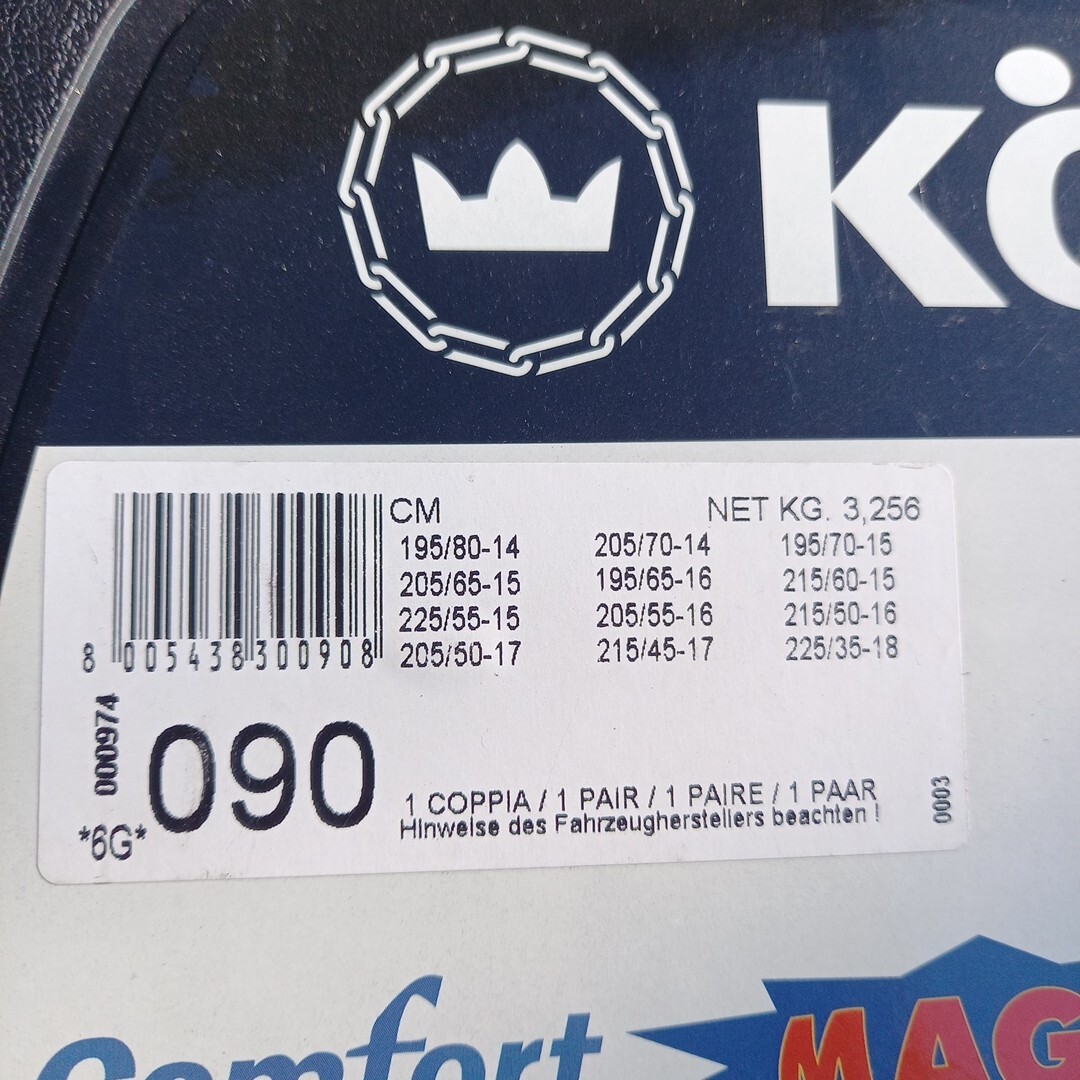 KÖ
CM NET KG. 3,256
195/80-14 205/70-14 195/70-15
205/65-15 195/65-16 215/60-15
225/55-15 205/55-16 215/50-16
205/50-17 215/45-17 225/35-18
8 005438 300908
000974
*6G*
090
1 COPPIA / 1 PAIR / 1 PAIRE / 1 PAAR
Hinweise des Fahrzeugherstellers beachten !
0003
Comfort
MAG